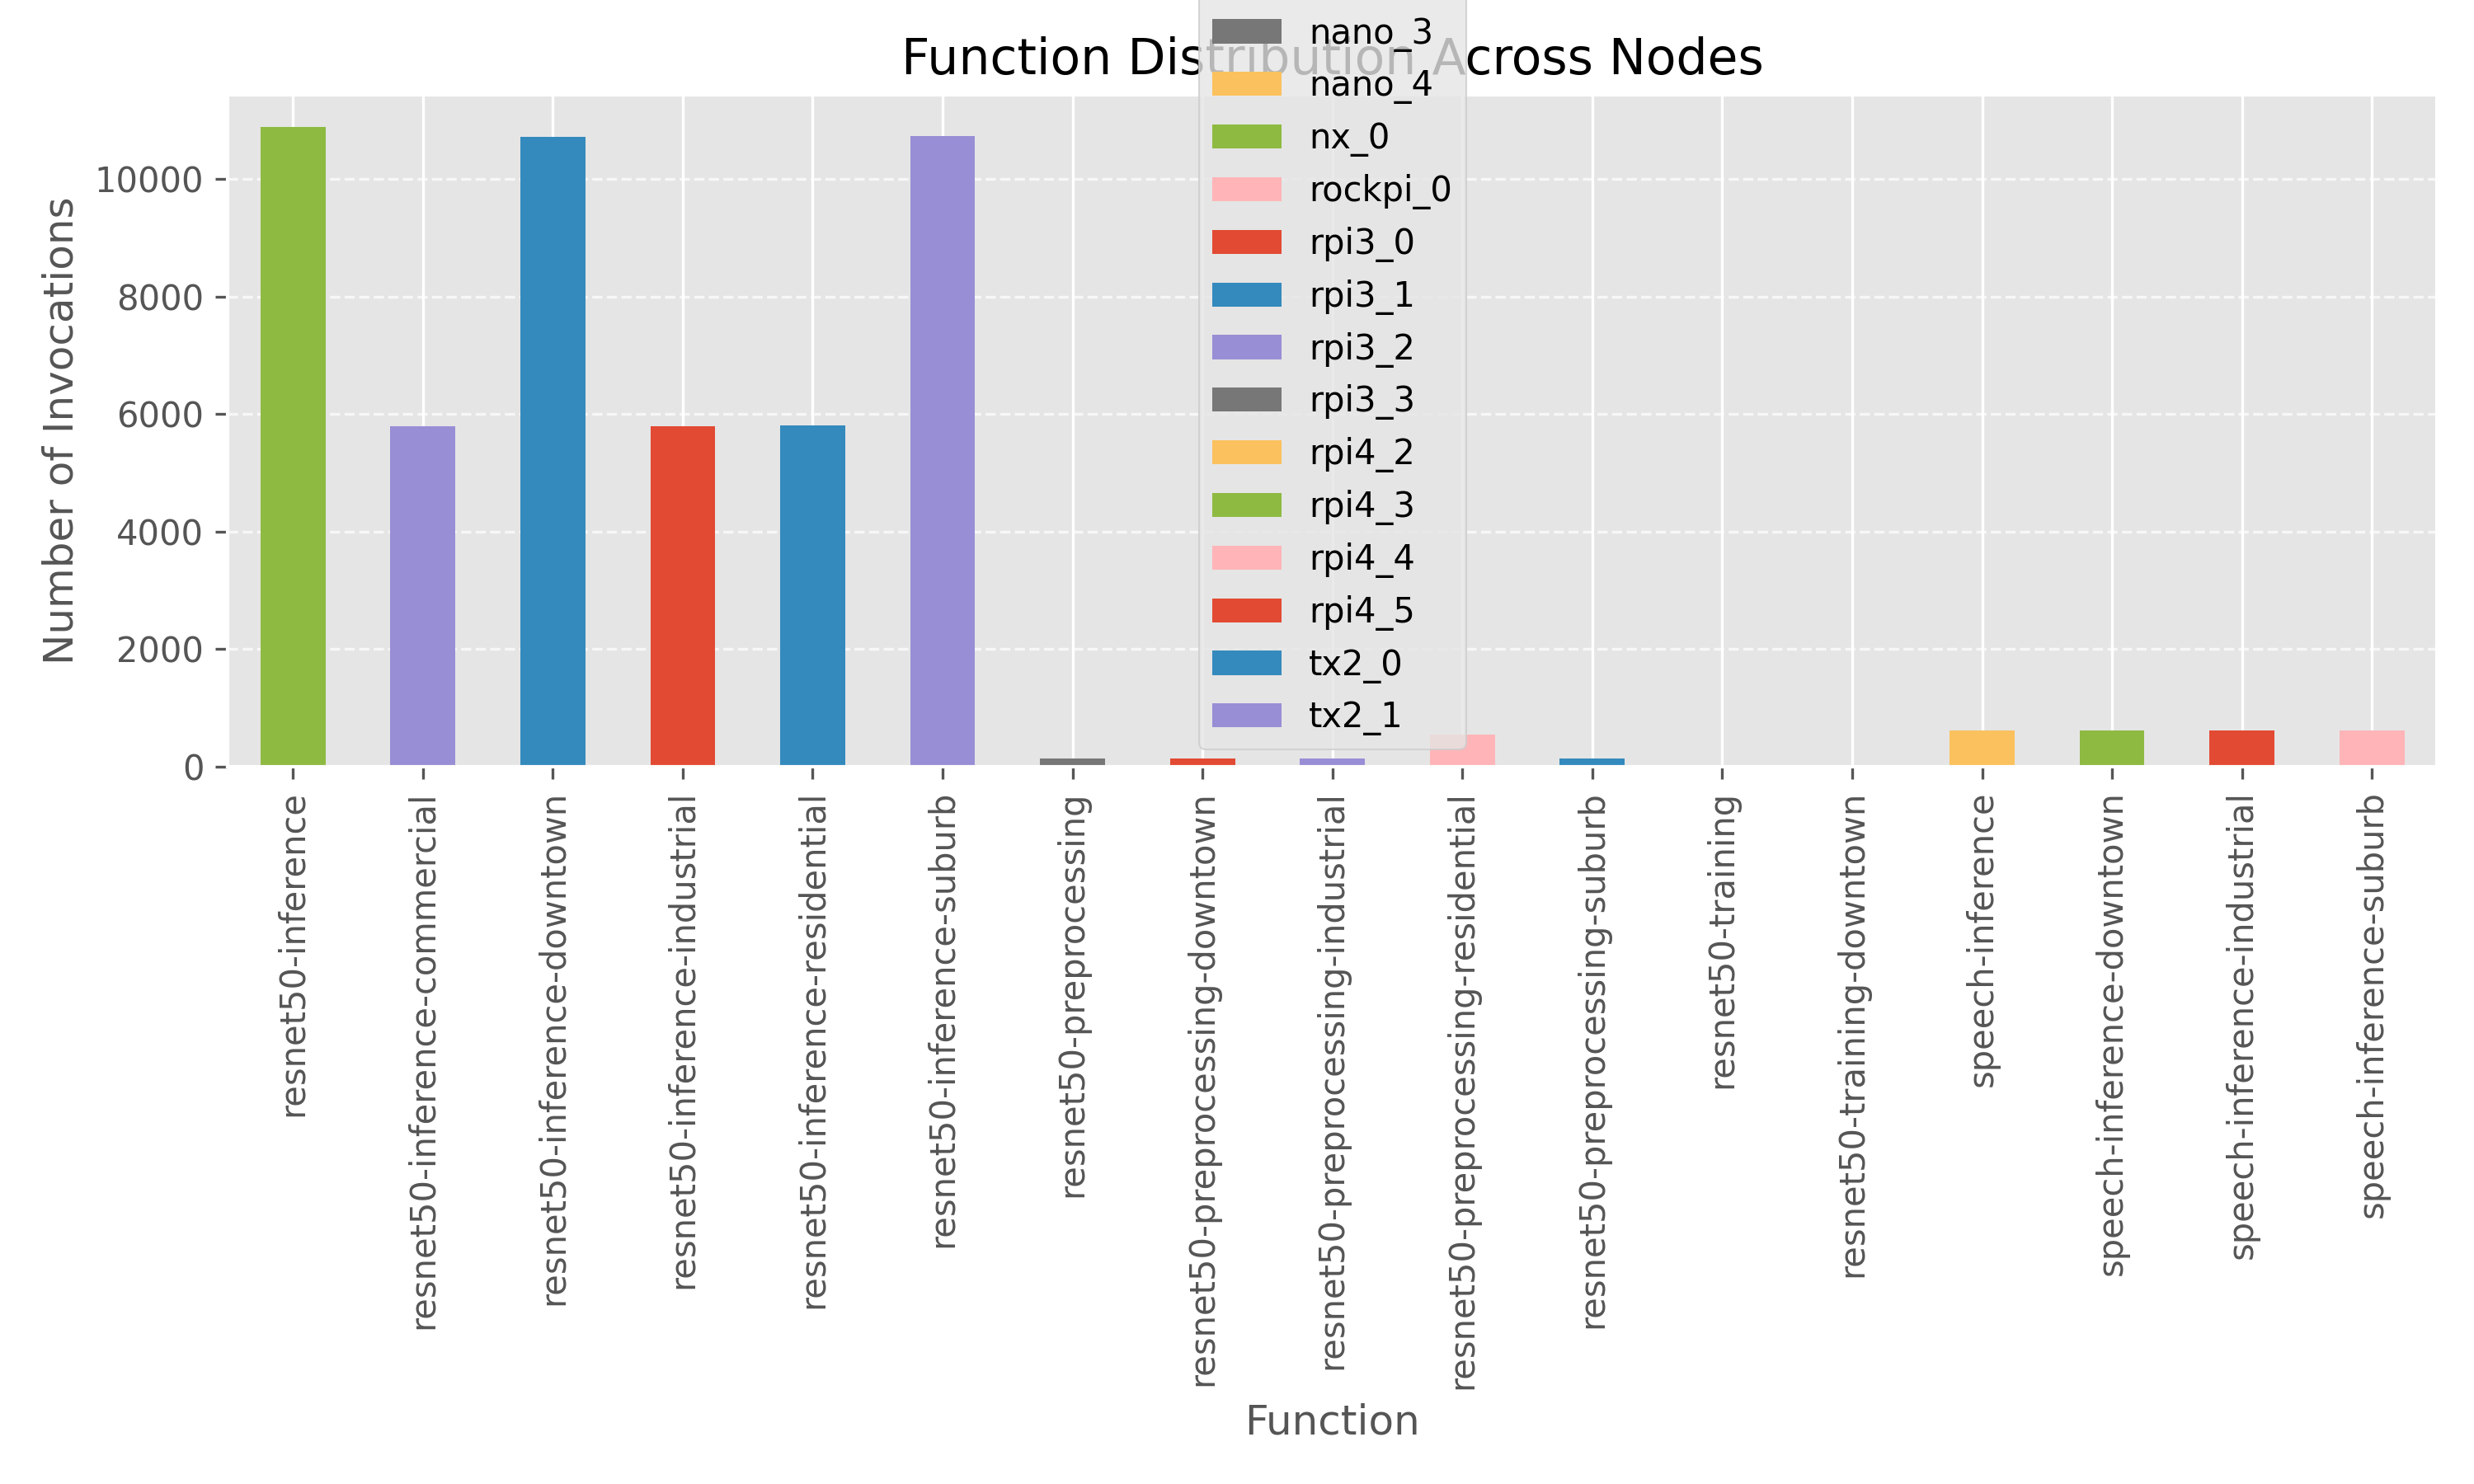 Function Distribution Across Nodes
nano_3
nano_4
nx_0
rockpi_0
rpi3_0
rpi3_1
rpi3_2
rpi3_3
rpi4_2
rpi4_3
rpi4_4
rpi4_5
tx2_0
tx2_1
Number of Invocations
10000
8000
6000
4000
2000
0
resnet50-inference
resnet50-inference-commercial
resnet50-inference-downtown
resnet50-inference-industrial
resnet50-inference-residential
resnet50-inference-suburb
resnet50-preprocessing
resnet50-preprocessing-downtown
resnet50-preprocessing-industrial
resnet50-preprocessing-residential
resnet50-preprocessing-suburb
resnet50-training
resnet50-training-downtown
speech-inference
speech-inference-downtown
speech-inference-industrial
speech-inference-suburb
Function